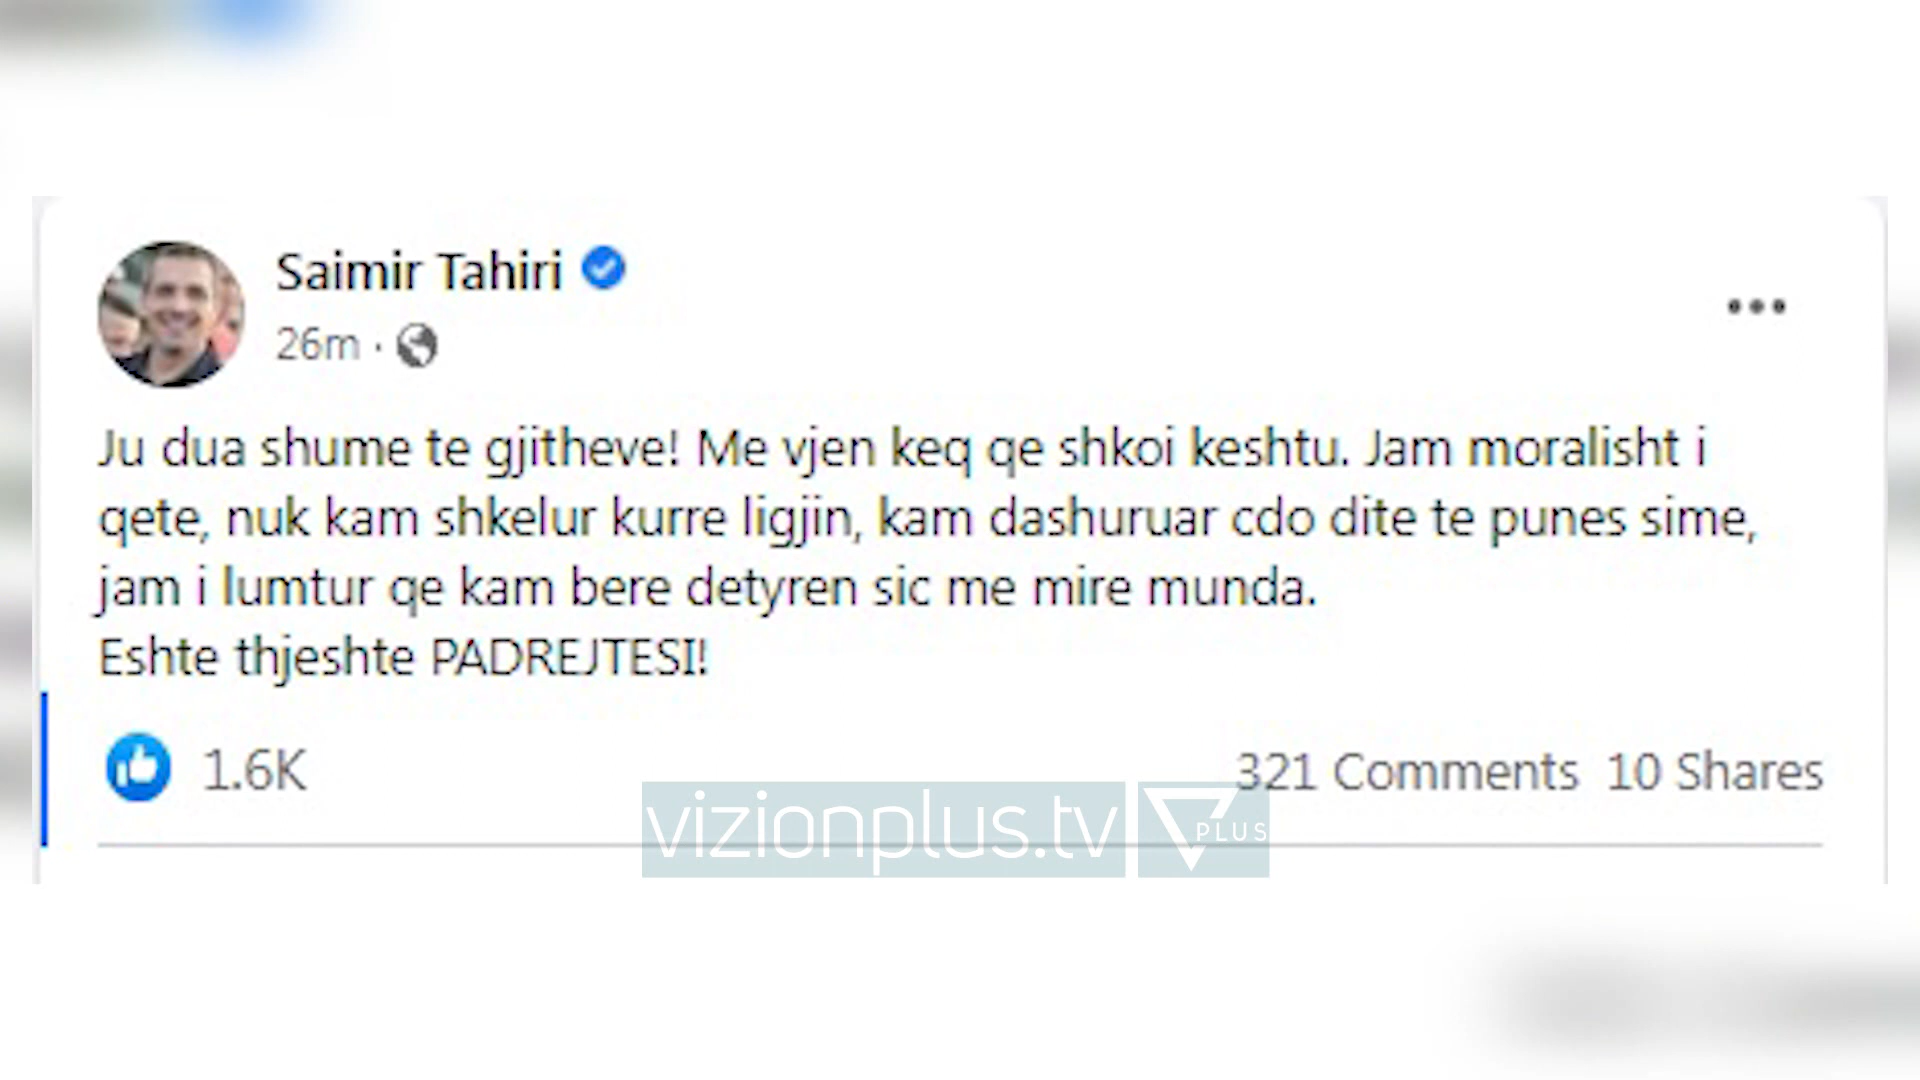 Saimir Tahiri
26m ·
Ju dua shume te gjitheve! Me vjen keq qe shkoi keshtu. Jam moralisht i
qete, nuk kam shkelur kurre ligjin, kam dashuruar cdo dite te punes sime,
jam i lumtur qe kam bere detyren sic me mire munda.
Eshte thjeshte PADREJTESI!
1.6K
321 Comments 10 Shares
vizionplus.tv PLUS